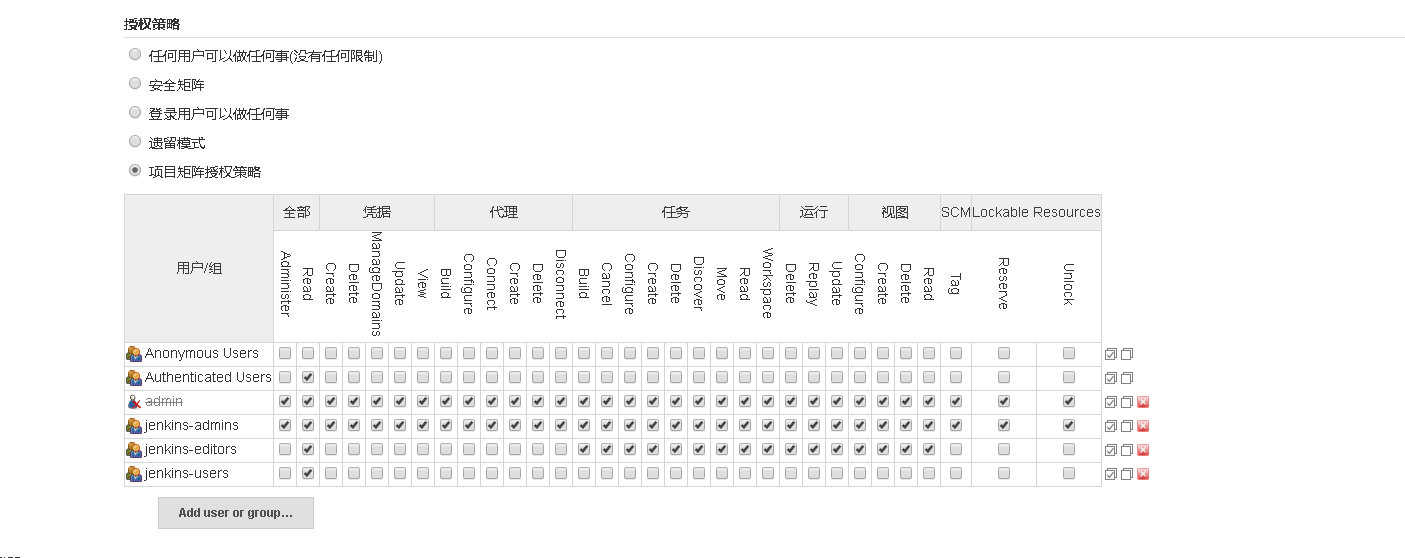 授权策略
任何用户可以做任何事(没有任何限制)
安全矩阵
登录用户可以做任何事
遗留模式
项目矩阵授权策略
用户/组 全部 凭据 代理 任务 运行 视图 SCM Lockable Resources
Administer Read Create Delete ManageDomains Update View Build Configure Connect Create Delete Disconnect Build Cancel Configure Create Delete Discover Move Read Workspace Delete Replay Update Configure Create Delete Read Tag Reserve Unlock
Anonymous Users
Authenticated Users
admin
jenkins-admins
jenkins-editors
jenkins-users
Add user or group...